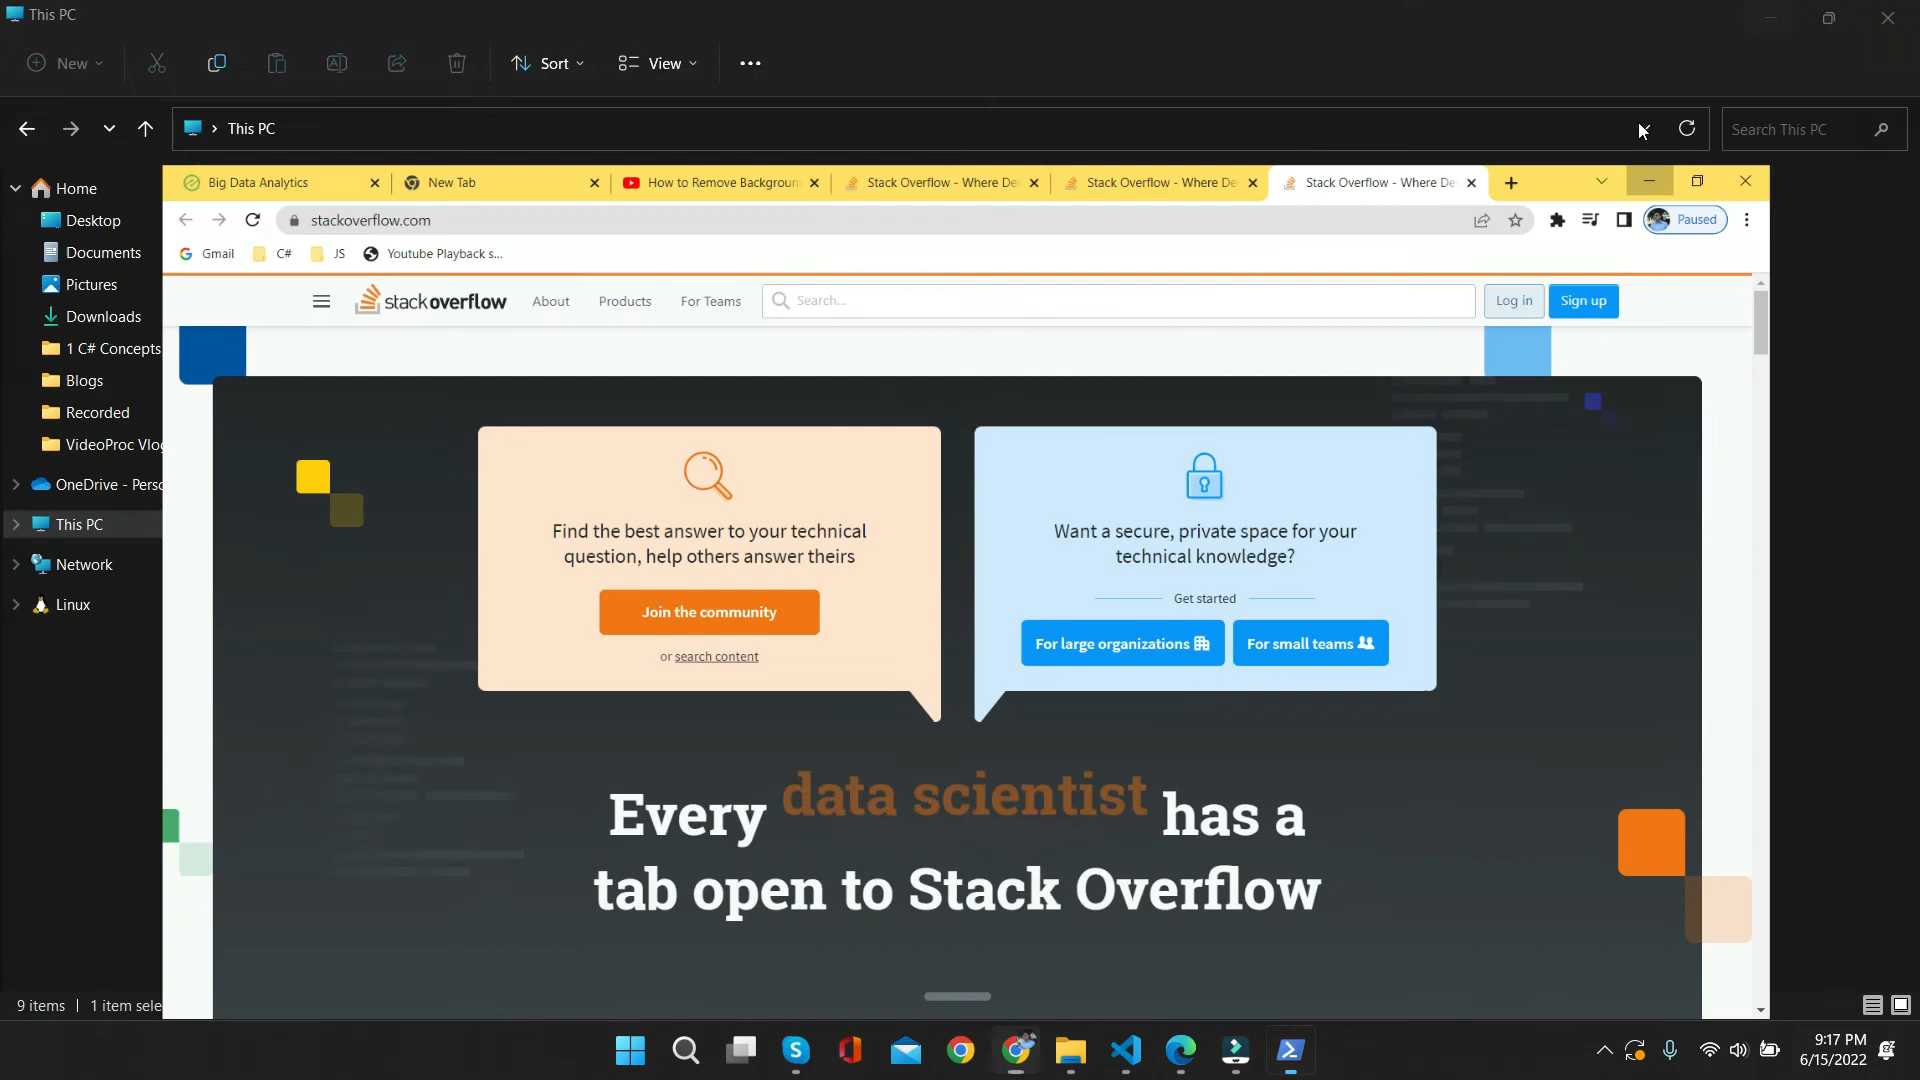 This PC
New
Sort
View
This PC
Search This PC
Home
Desktop
Documents
Pictures
Downloads
1 C# Concepts
Blogs
Recorded
VideoProc Vlo
OneDrive - Perso
This PC
Network
Linux
Big Data Analytics
New Tab
How to Remove Backgroun
Stack Overflow - Where De
Stack Overflow - Where De
Stack Overflow - Where De
stackoverflow.com
Paused
Gmail
C#
JS
Youtube Playback s...
stackoverflow
About
Products
For Teams
Search...
Log in
Sign up
Find the best answer to your technical
question, help others answer theirs
Join the community
or search content
Want a secure, private space for your
technical knowledge?
Get started
For large organizations
For small teams
Every data scientist has a
tab open to Stack Overflow
9 items
1 item sele
9:17 PM
6/15/2022